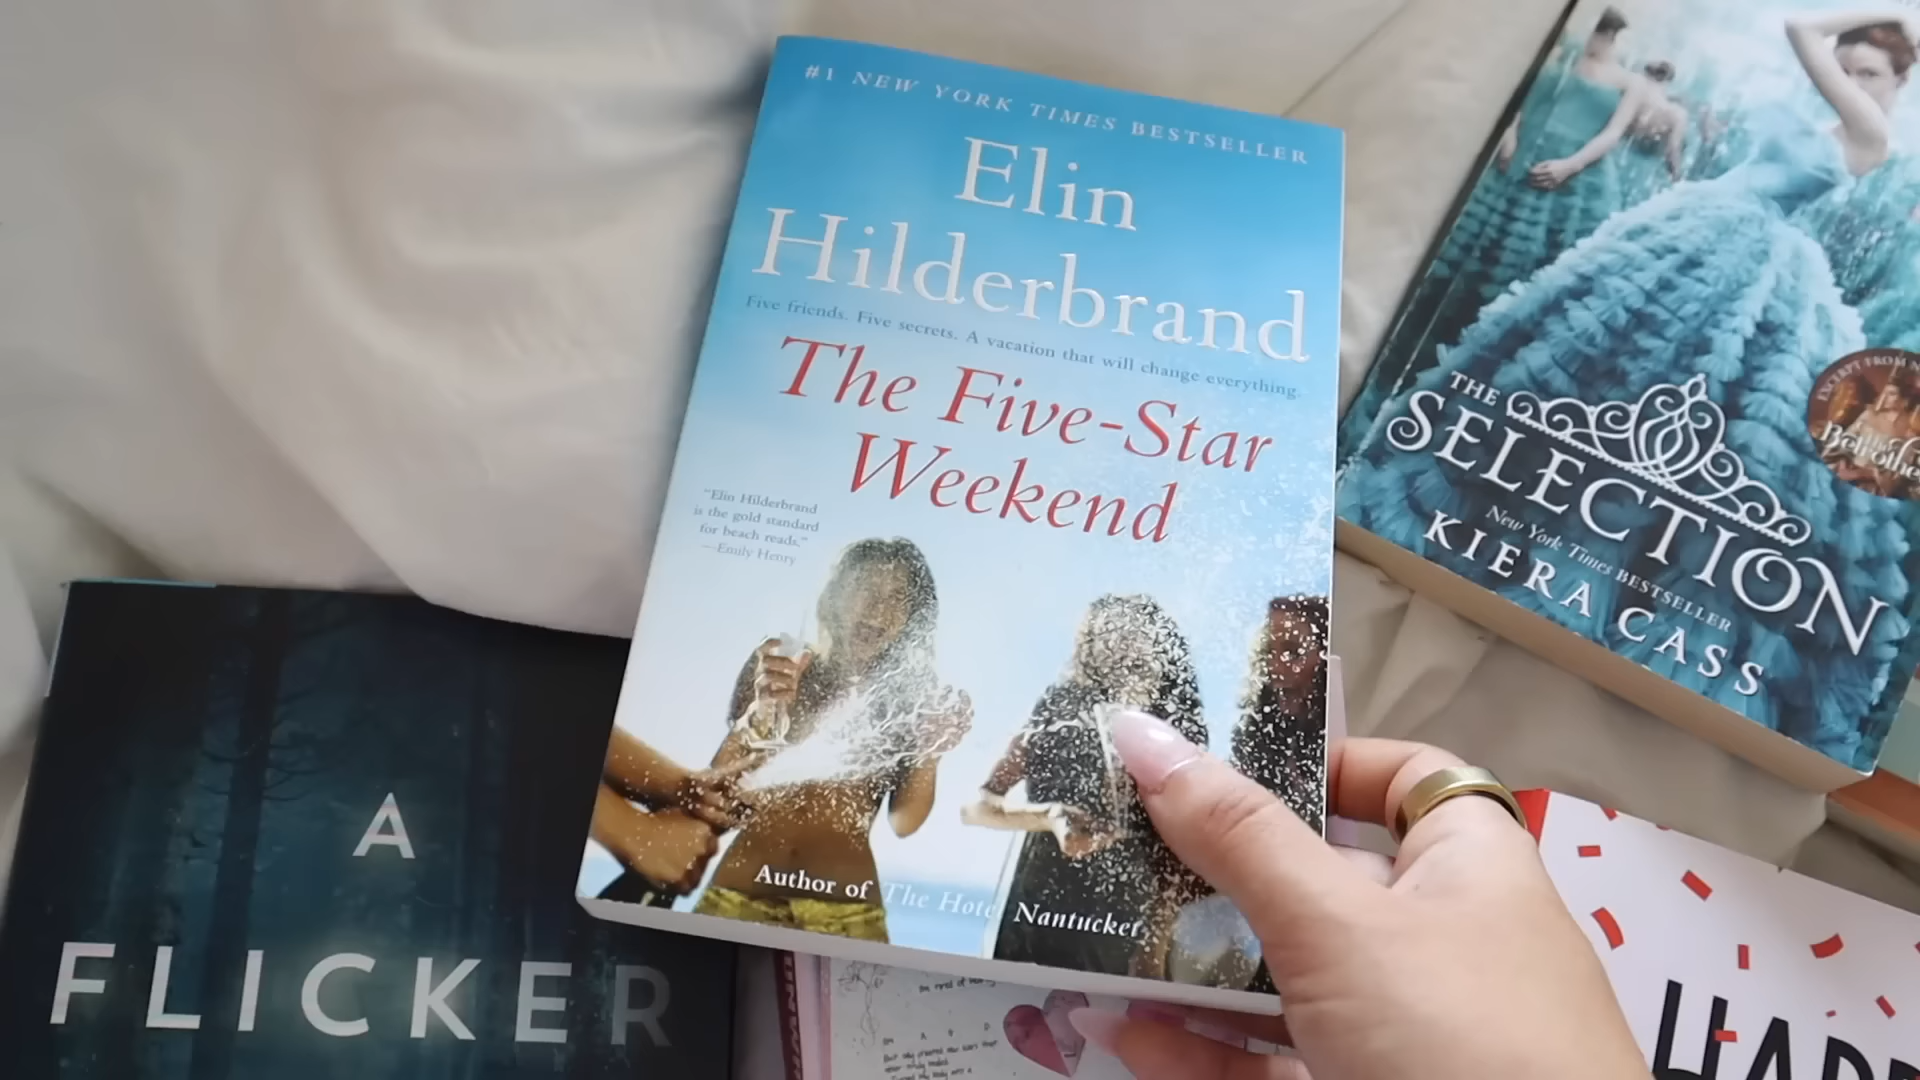 #1 NEW YORK TIMES BESTSELLER
Elin
Hilderbrand
Five friends. Five secrets. A vacation that will change everything.
The Five-Star
Weekend
"Elin Hilderbrand
is the gold standard
for beach reads."
—Emily Henry
Author of The Hotel Nantucket
THE
SELECTION
New York Times BESTSELLER
KIERA CASS
EXCERPT FROM
A
FLICKER